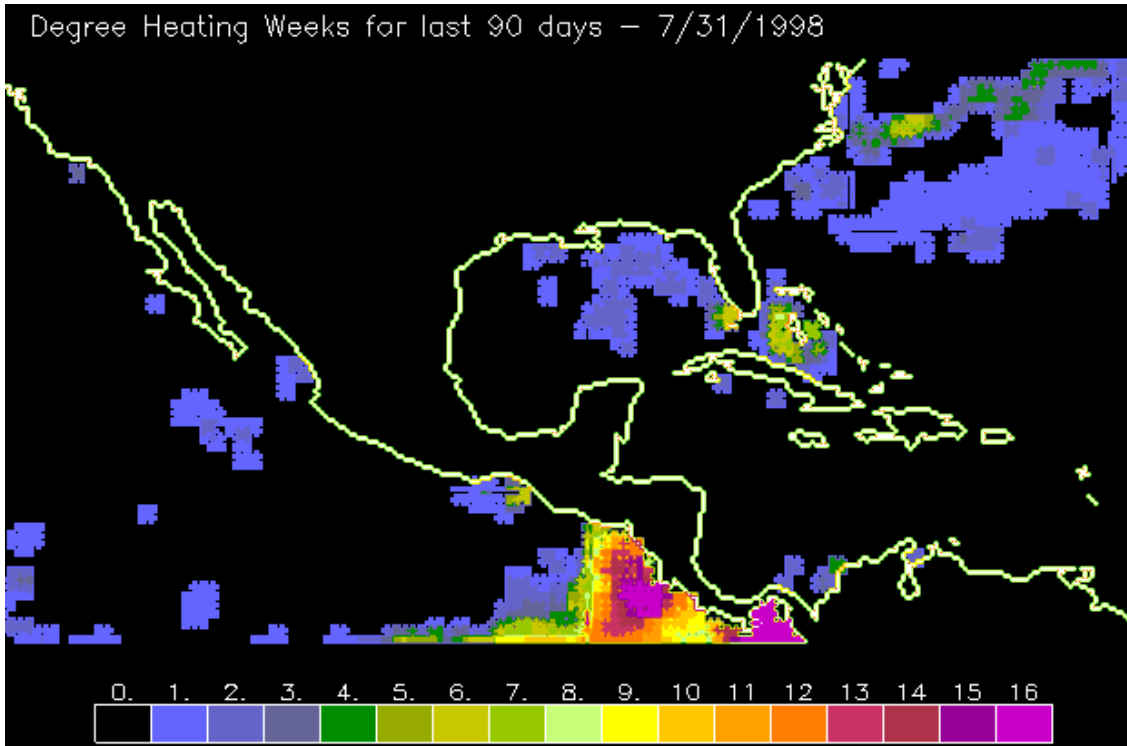 Degree Heating Weeks for last 90 days – 7/31/1998
0. 1. 2. 3. 4. 5. 6. 7. 8. 9. 10 11 12 13 14 15 16